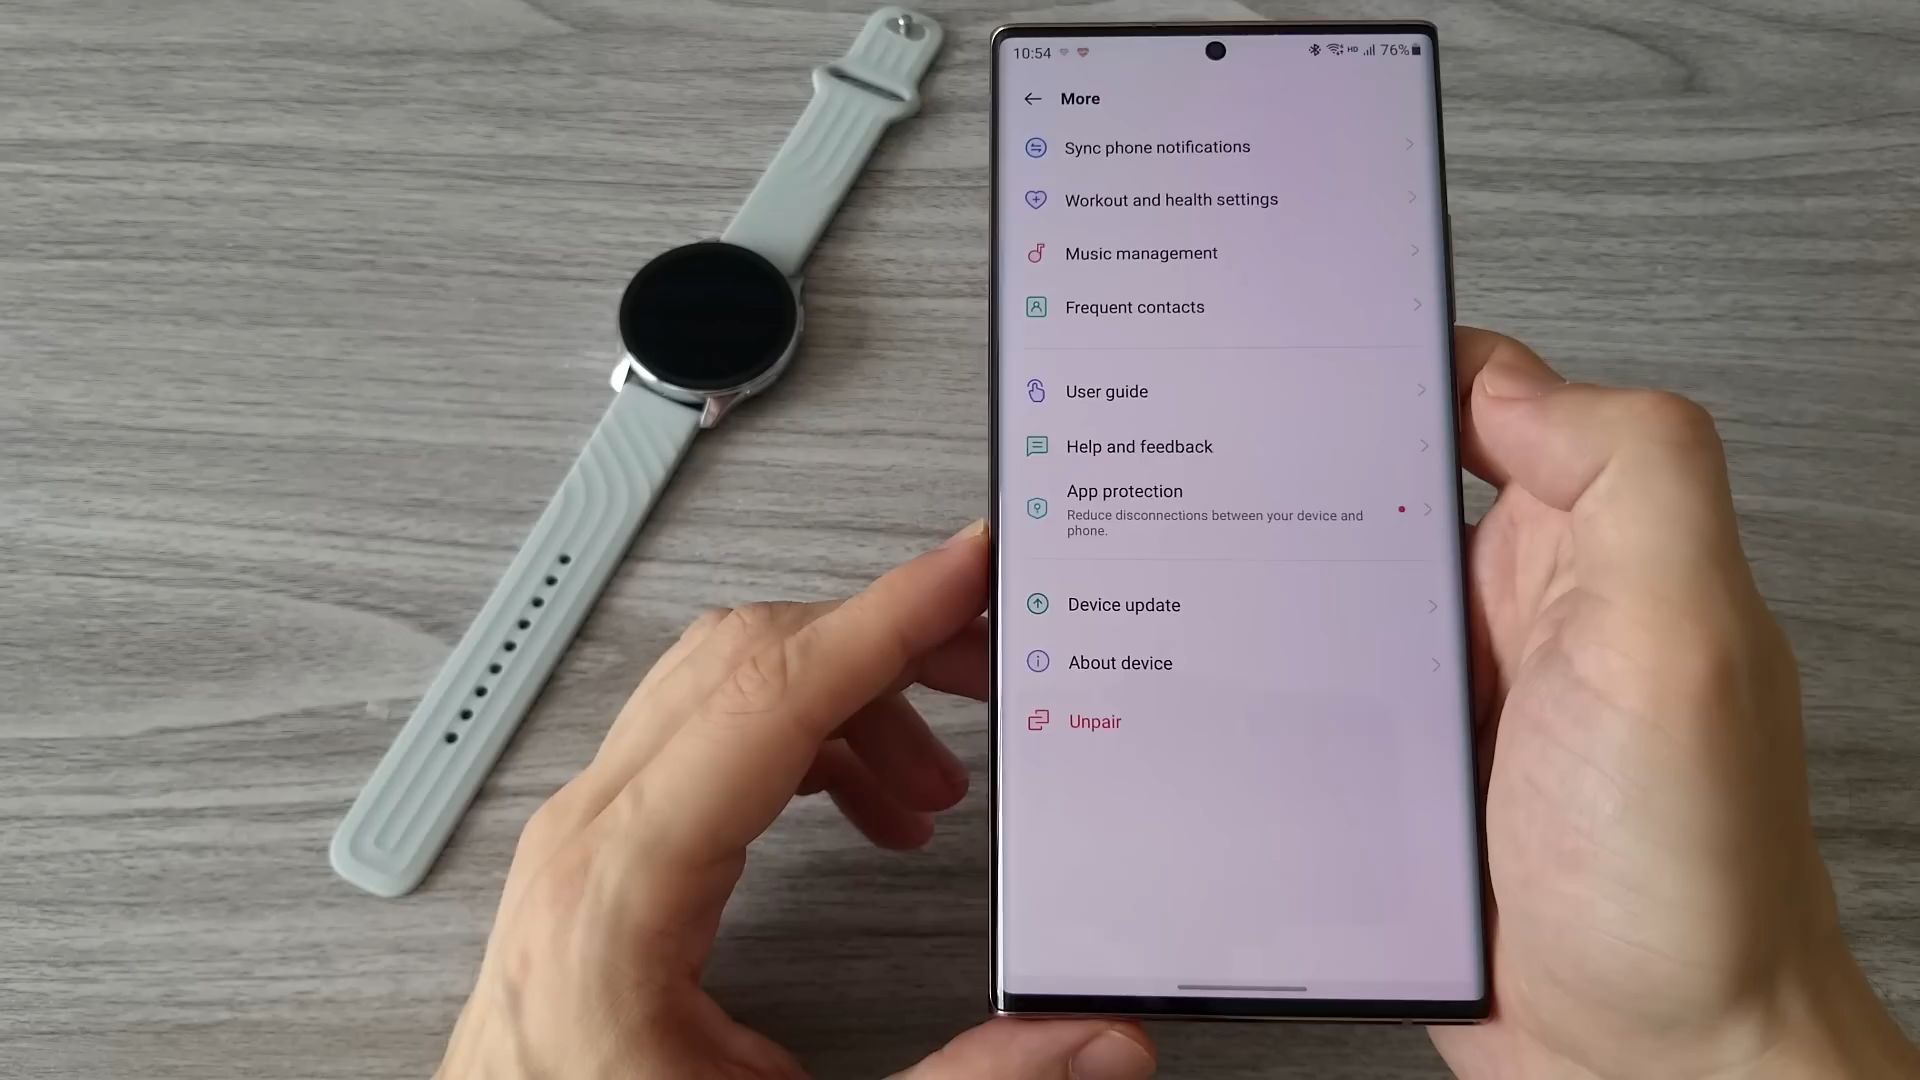 10:54
HD 76%
More
Sync phone notifications
Workout and health settings
Music management
Frequent contacts
User guide
Help and feedback
App protection
Reduce disconnections between your device and
phone.
Device update
About device
Unpair